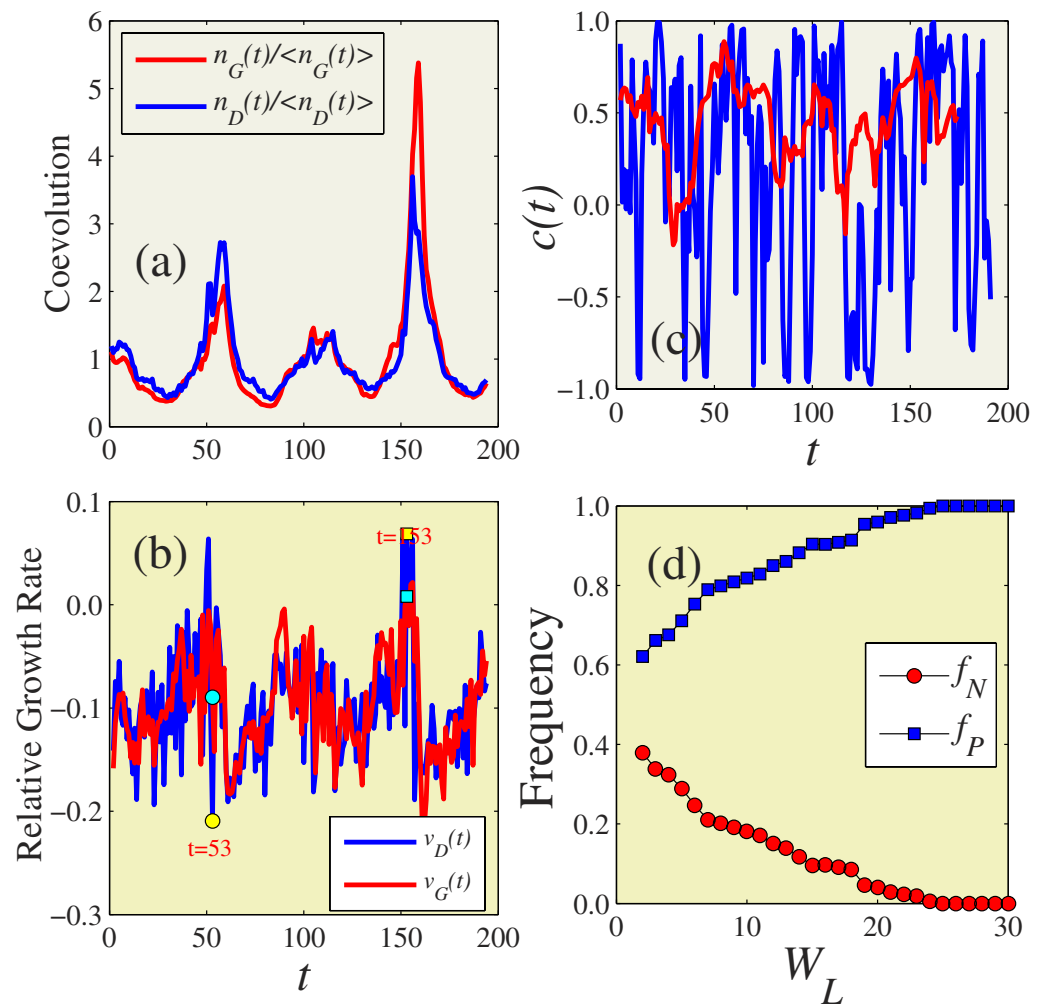 6
5
4
3
2
1
0
Coevolution
n_G(t)/<n_G(t)>
n_D(t)/<n_D(t)>
(a)
0 50 100 150 200
1.0
0.5
0.0
−0.5
−1.0
c(t)
(c)
0 50 100 150 200
t
0.1
0.0
−0.1
−0.2
−0.3
Relative Growth Rate
(b)
t=153
t=53
v_D(t)
v_G(t)
0 50 100 150 200
t
1.0
0.8
0.6
0.4
0.2
0.0
Frequency
(d)
f_N
f_P
0 10 20 30
W_L